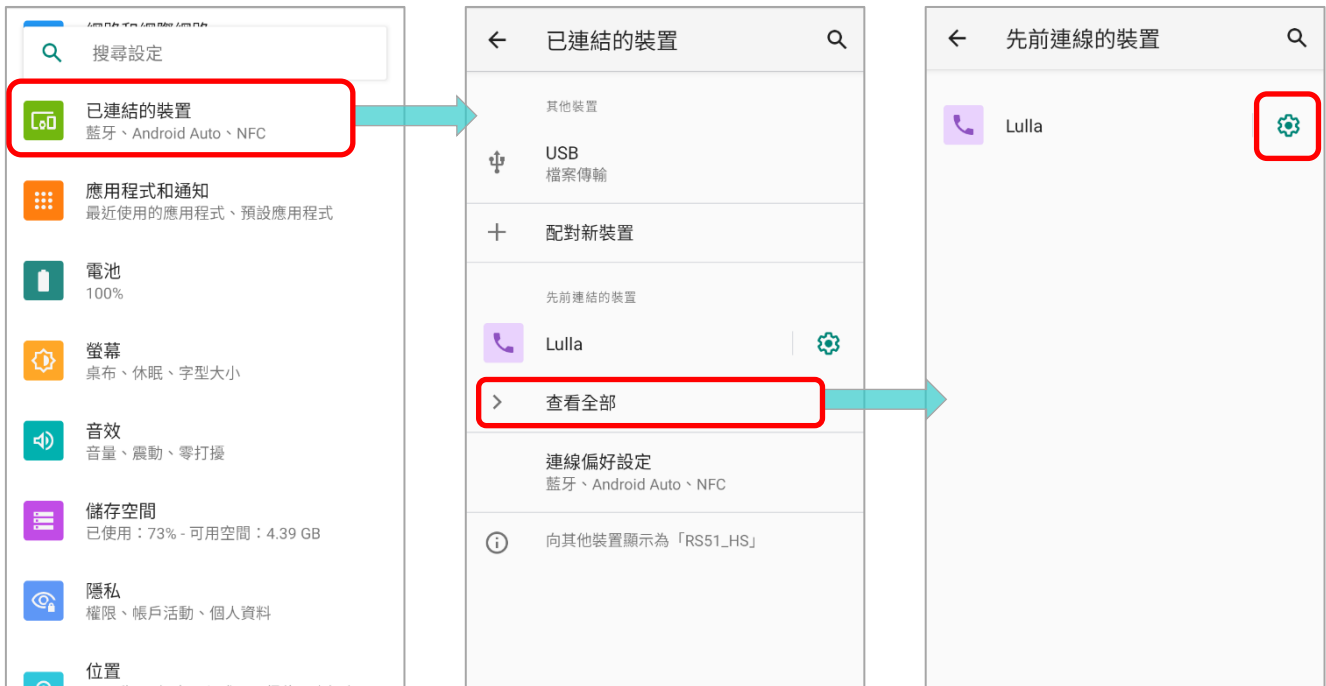 網路和網際網路
搜尋設定
已連結的裝置
藍牙、Android Auto、NFC
應用程式和通知
最近使用的應用程式、預設應用程式
電池
100%
螢幕
桌布、休眠、字型大小
音效
音量、震動、零打擾
儲存空間
已使用：73% - 可用空間：4.39 GB
隱私
權限、帳戶活動、個人資料
位置
已連結的裝置
其他裝置
USB
檔案傳輸
配對新裝置
先前連結的裝置
Lulla
查看全部
連線偏好設定
藍牙、Android Auto、NFC
向其他裝置顯示為「RS51_HS」
先前連線的裝置
Lulla